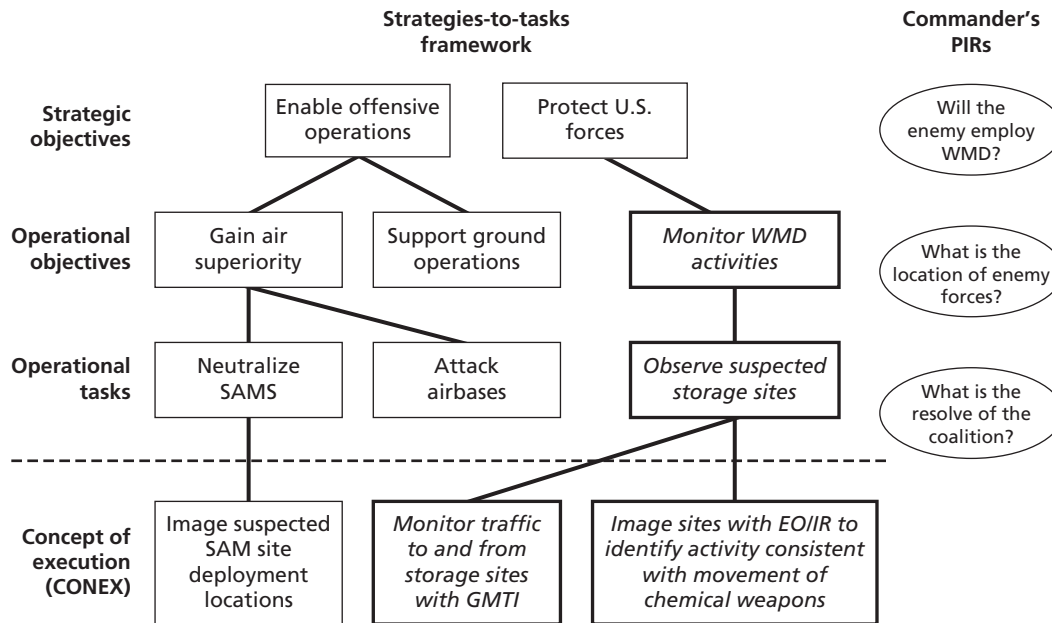 Strategies-to-tasks
framework
Commander's
PIRs
Strategic
objectives
Enable offensive
operations
Protect U.S.
forces
Will the
enemy employ
WMD?
Operational
objectives
Gain air
superiority
Support ground
operations
Monitor WMD
activities
What is the
location of enemy
forces?
Operational
tasks
Neutralize
SAMS
Attack
airbases
Observe suspected
storage sites
What is the
resolve of the
coalition?
Concept of
execution
(CONEX)
Image suspected
SAM site
deployment
locations
Monitor traffic
to and from
storage sites
with GMTI
Image sites with EO/IR to
identify activity consistent
with movement of
chemical weapons